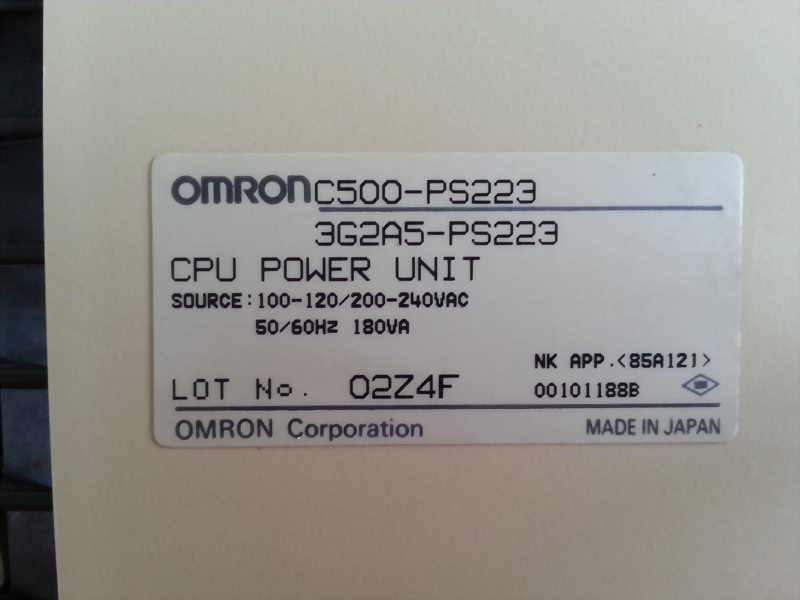 OMRON C500-PS223
3G2A5-PS223
CPU POWER UNIT
SOURCE:100-120/200-240VAC
50/60Hz 180VA
NK APP.<85A121>
LOT No. 02Z4F 00101188B
OMRON Corporation MADE IN JAPAN